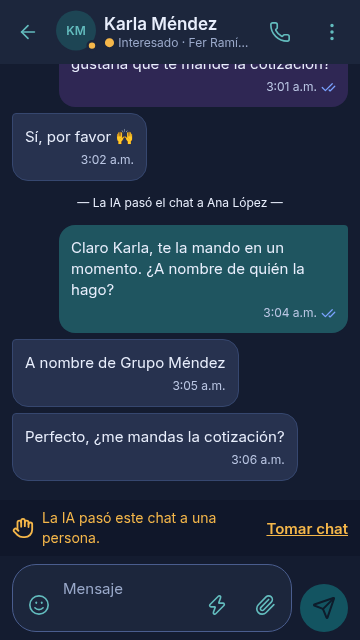 Karla Méndez
KM
Interesado · Fer Ramí...
gustaría que te mande la cotización?
3:01 a.m.
Sí, por favor 🙌
3:02 a.m.
— La IA pasó el chat a Ana López —
Claro Karla, te la mando en un
momento. ¿A nombre de quién la
hago?
3:04 a.m.
A nombre de Grupo Méndez
3:05 a.m.
Perfecto, ¿me mandas la cotización?
3:06 a.m.
La IA pasó este chat a una
persona.
Tomar chat
Mensaje